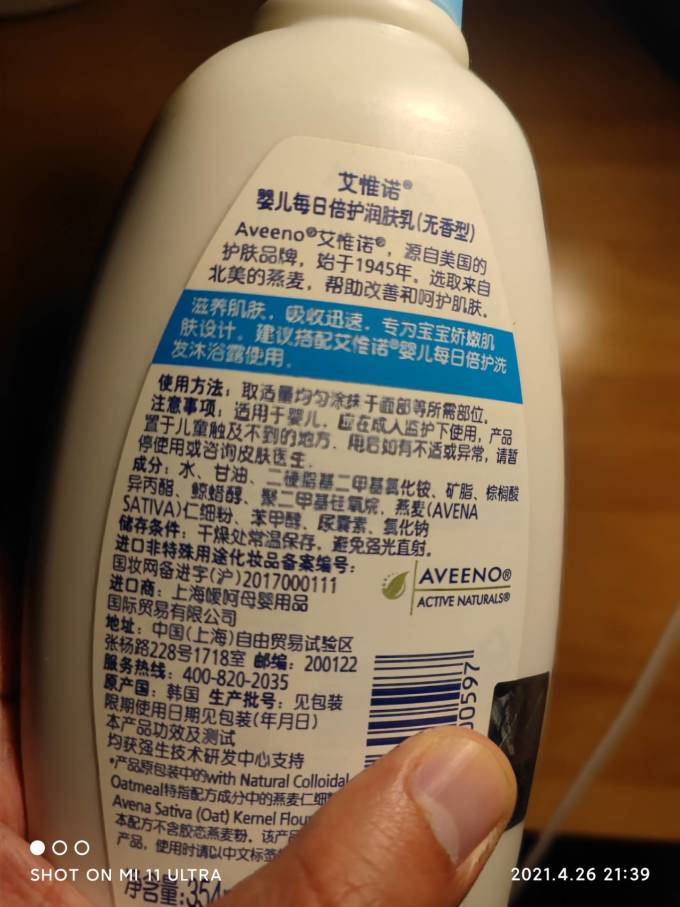 艾惟诺®
婴儿每日倍护润肤乳(无香型)
Aveeno®艾惟诺®，源自美国的
护肤品牌，始于1945年。选取来自
北美的燕麦，帮助改善和呵护肌肤。
滋养肌肤，吸收迅速，专为宝宝娇嫩肌
肤设计。建议搭配艾惟诺®婴儿每日倍护洗
发沐浴露使用。
使用方法：取适量均匀涂抹于面部等所需部位。
注意事项：适用于婴儿，应在成人监护下使用，产品
置于儿童触及不到的地方，用后如有不适或异常，请暂
停使用或咨询皮肤医生。
成分：水、甘油、二硬脂基二甲基氯化铵、矿脂、棕榈酸
异丙酯、鲸蜡醇、聚二甲基硅氧烷、燕麦(AVENA
SATIVA)仁细粉、苯甲醇、尿囊素、氯化钠
储存条件：干燥处常温保存，避免强光直射。
进口非特殊用途化妆品备案编号：
国妆网备进字(沪)2017000111
进口商：上海嗳呵母婴用品
国际贸易有限公司
地址：中国(上海)自由贸易试验区
张杨路228号1718室 邮编：200122
服务热线：400-820-2035
原产国：韩国 生产批号：见包装
限期使用日期见包装(年月日)
本产品功效及测试
均获强生技术研发中心支持
*产品原包装中的with Natural Colloidal
Oatmeal特指配方成分中的燕麦仁细
Avena Sativa (Oat) Kernel Flour
本配方不含胶态燕麦粉。该产
产品，使用时请以中文标签
净含量:354
AVEENO®
ACTIVE NATURALS®
00597
SHOT ON MI 11 ULTRA
2021.4.26 21:39